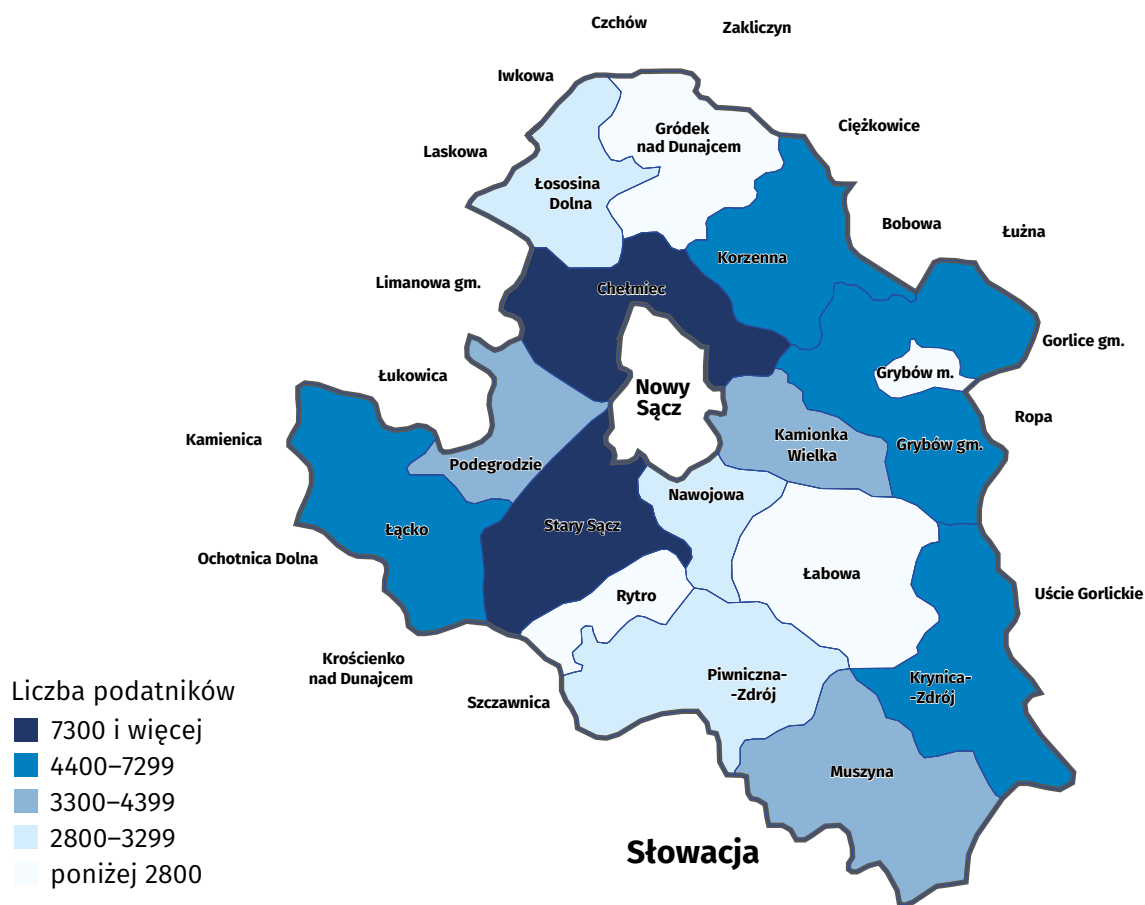 Czchów
Zakliczyn
Iwkowa
Ciężkowice
Gródek
nad Dunajcem
Laskowa
Łososina
Dolna
Bobowa
Łużna
Korzenna
Limanowa gm.
Chełmiec
Gorlice gm.
Łukowica
Grybów m.
Nowy
Sącz
Ropa
Kamienica
Kamionka
Wielka
Grybów gm.
Podegrodzie
Nawojowa
Łącko
Stary Sącz
Ochotnica Dolna
Łabowa
Uście Gorlickie
Rytro
Krościenko
nad Dunajcem
Piwniczna-
-Zdrój
Krynica-
-Zdrój
Szczawnica
Muszyna
Słowacja
Liczba podatników
7300 i więcej
4400–7299
3300–4399
2800–3299
poniżej 2800